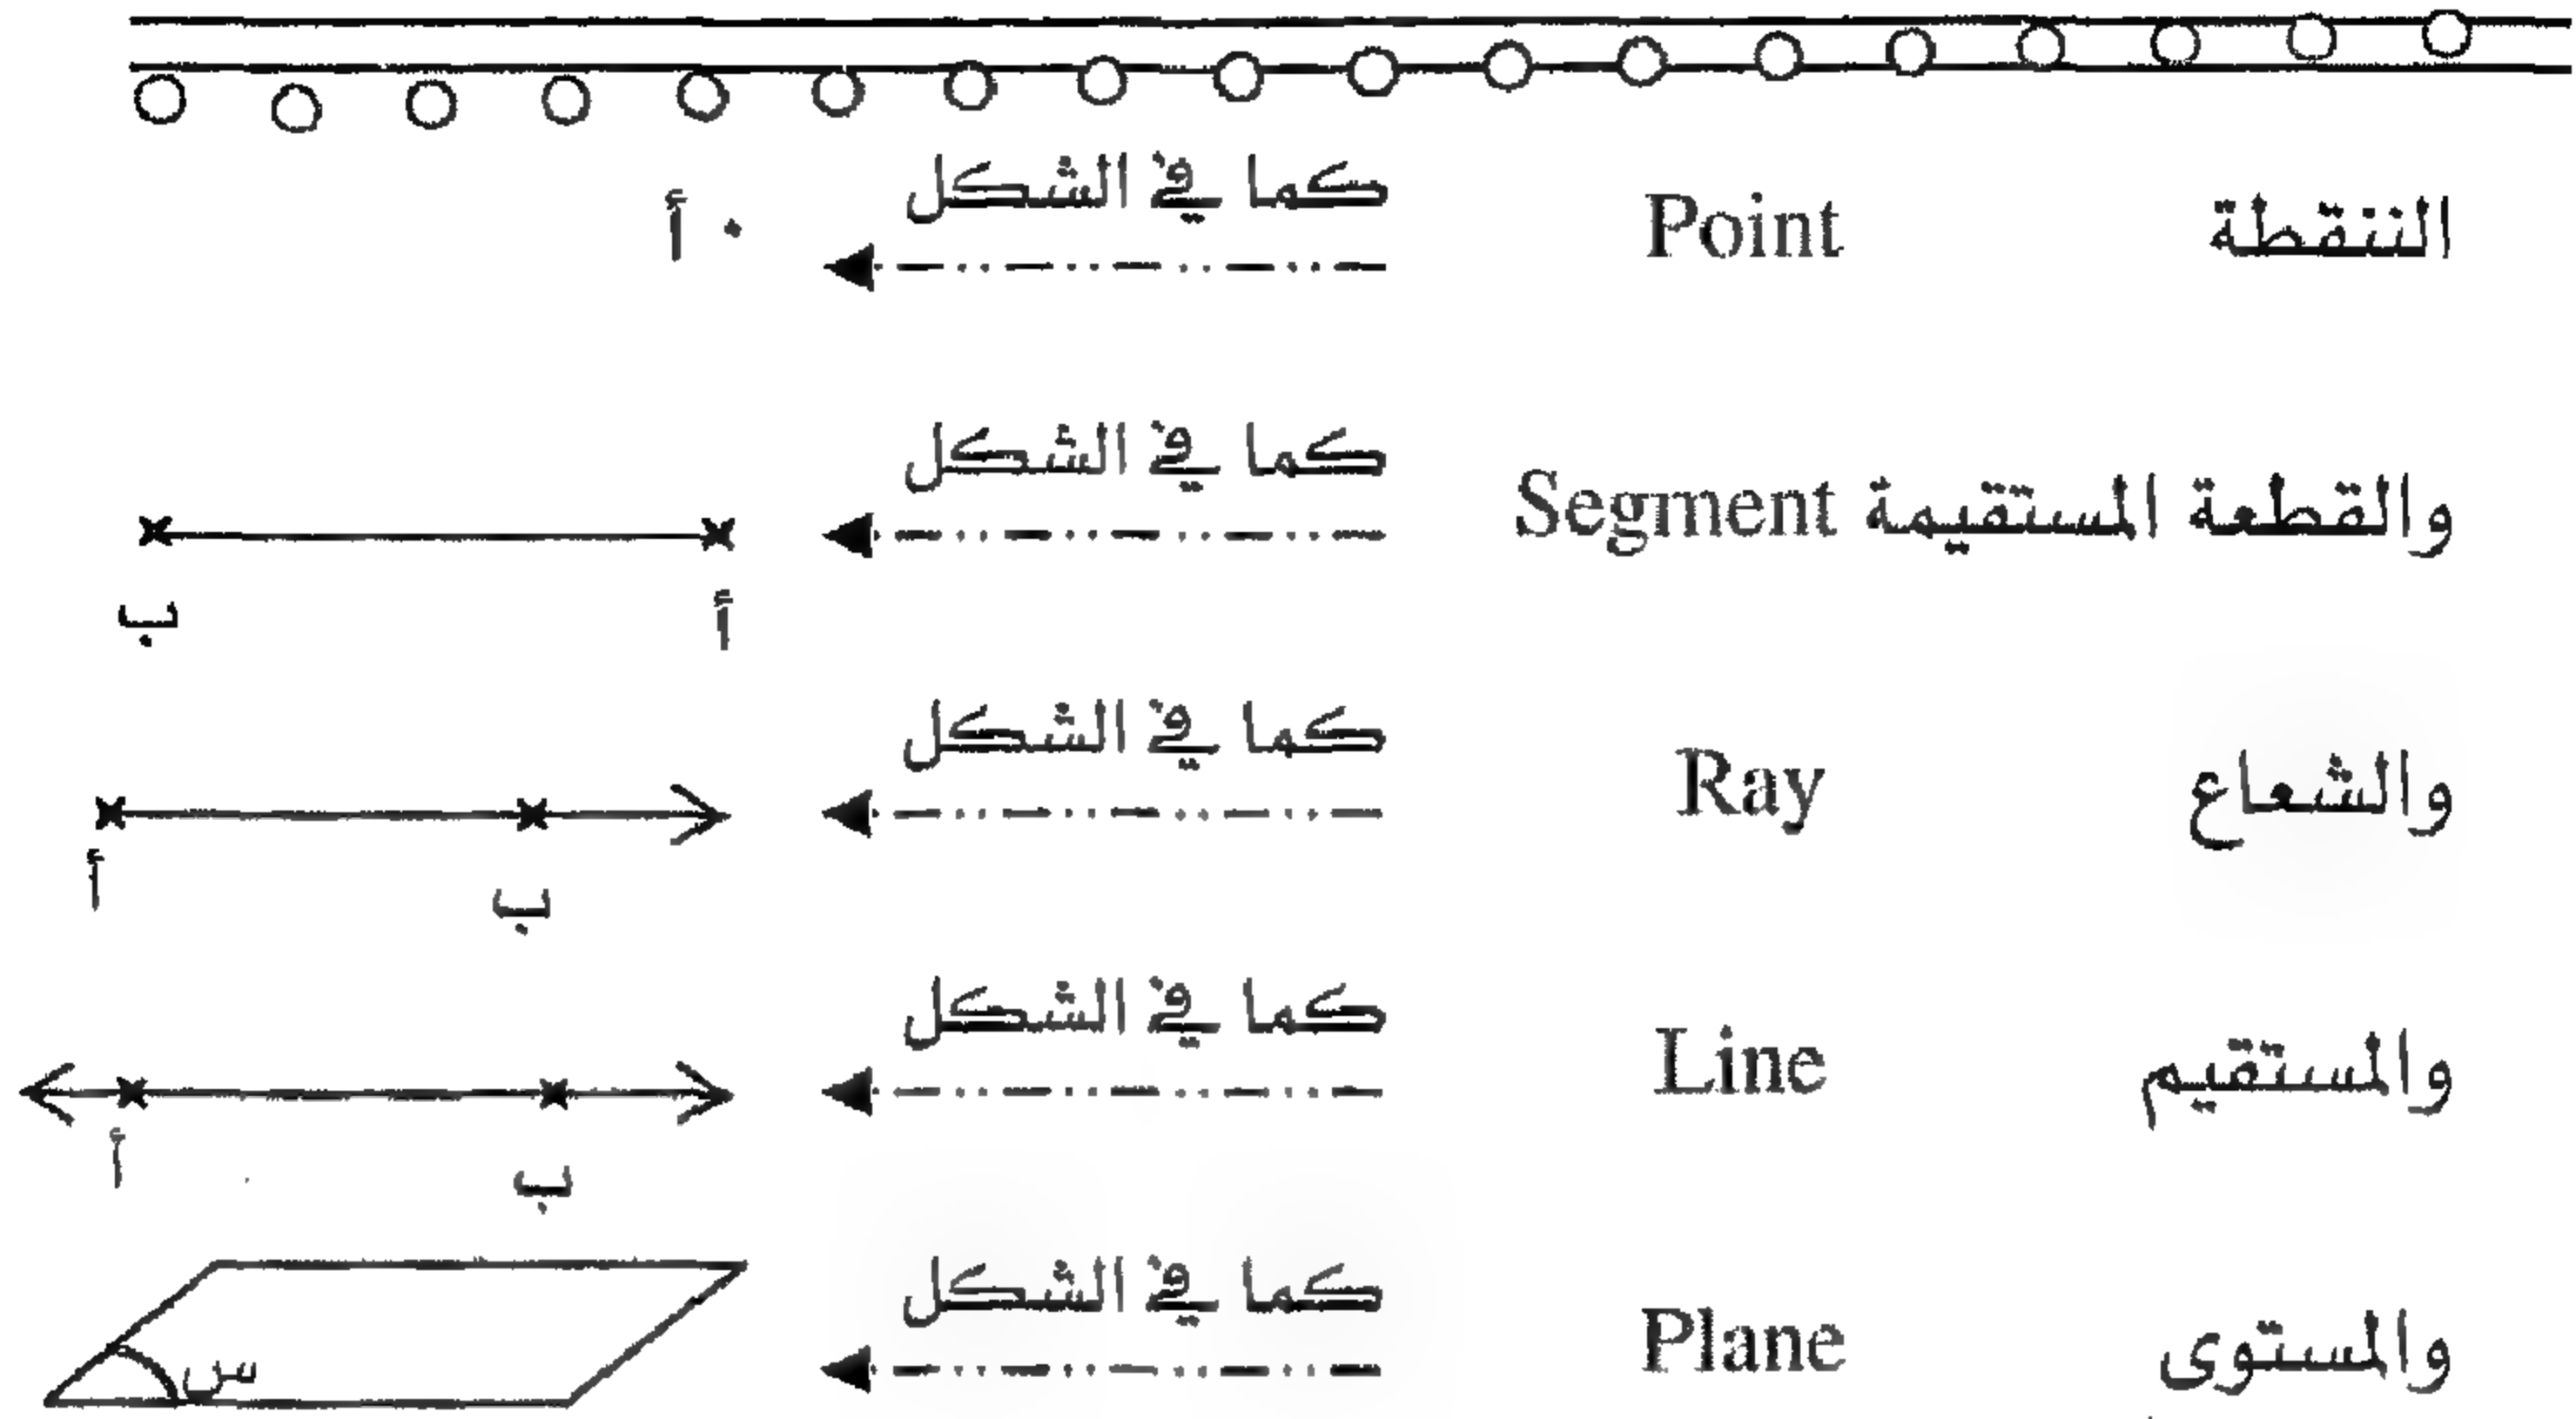 الننقطة Point كما في الشكل • أ
والقطعة المستقيمة Segment كما في الشكل
أ ب
والشعاع Ray كما في الشكل
أ ب
والمستقيم Line كما في الشكل
أ ب
والمستوى Plane كما في الشكل
س